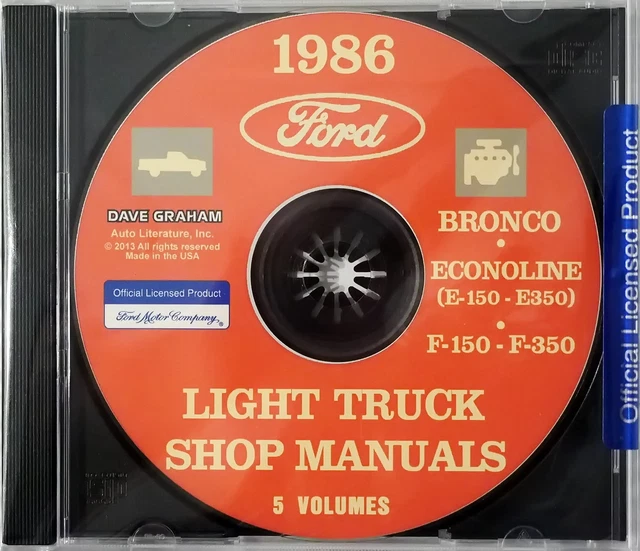 1986
Ford
DAVE GRAHAM
Auto Literature, Inc.
© 2013 All rights reserved
Made in the USA
Official Licensed Product
Ford Motor Company®
BRONCO
•
ECONOLINE
(E-150 - E350)
•
F-150 - F-350
LIGHT TRUCK
SHOP MANUALS
5 VOLUMES
Official Licensed Product